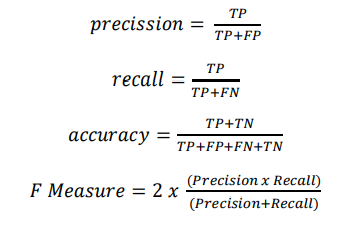 precission = TP / TP+FP
recall = TP / TP+FN
accuracy = TP+TN / TP+FP+FN+TN
F Measure = 2 x (Precision x Recall) / (Precision+Recall)